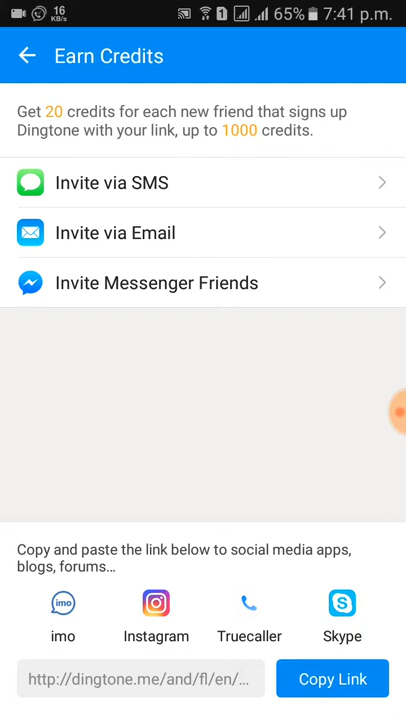 16
KB/s
1
65%
7:41 p.m.
Earn Credits
Get 20 credits for each new friend that signs up
Dingtone with your link, up to 1000 credits.
Invite via SMS
Invite via Email
Invite Messenger Friends
Copy and paste the link below to social media apps,
blogs, forums...
imo
imo Instagram Truecaller Skype
http://dingtone.me/and/fl/en/...
Copy Link